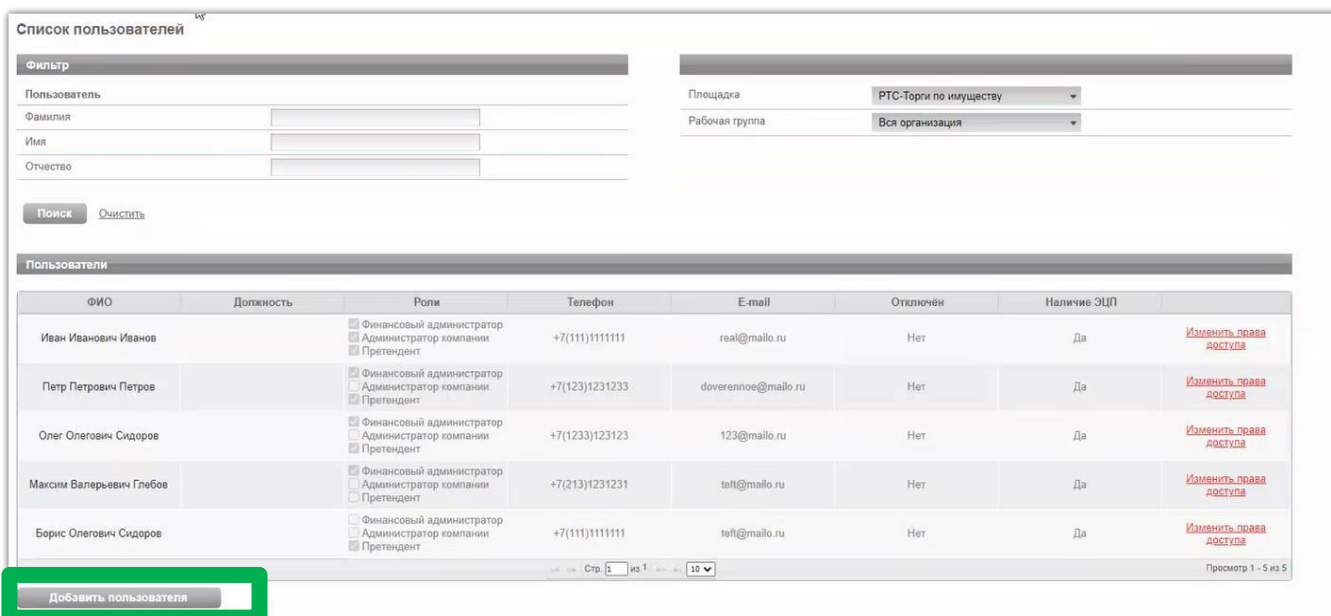 Список пользователей
Фильтр
Пользователь
Фамилия
Имя
Отчество
Площадка РТС-Торги по имуществу
Рабочая группа Вся организация
Поиск Очистить
Пользователи
ФИО Должность Роли Телефон E-mail Отключён Наличие ЭЦП
Финансовый администратор
Иван Иванович Иванов Администратор компании +7(111)1111111 real@mailo.ru Нет Да Изменить права
Претендент доступа
Финансовый администратор
Петр Петрович Петров Администратор компании +7(123)1231233 doverennoe@mailo.ru Нет Да Изменить права
Претендент доступа
Финансовый администратор
Олег Олегович Сидоров Администратор компании +7(1233)123123 123@mailo.ru Нет Да Изменить права
Претендент доступа
Финансовый администратор
Максим Валерьевич Глебов Администратор компании +7(213)1231231 teft@mailo.ru Нет Да Изменить права
Претендент доступа
Финансовый администратор
Борис Олегович Сидоров Администратор компании +7(111)1111111 teft@mailo.ru Нет Да Изменить права
Претендент доступа
Стр. 1 из 1 10 Просмотр 1 - 5 из 5
Добавить пользователя